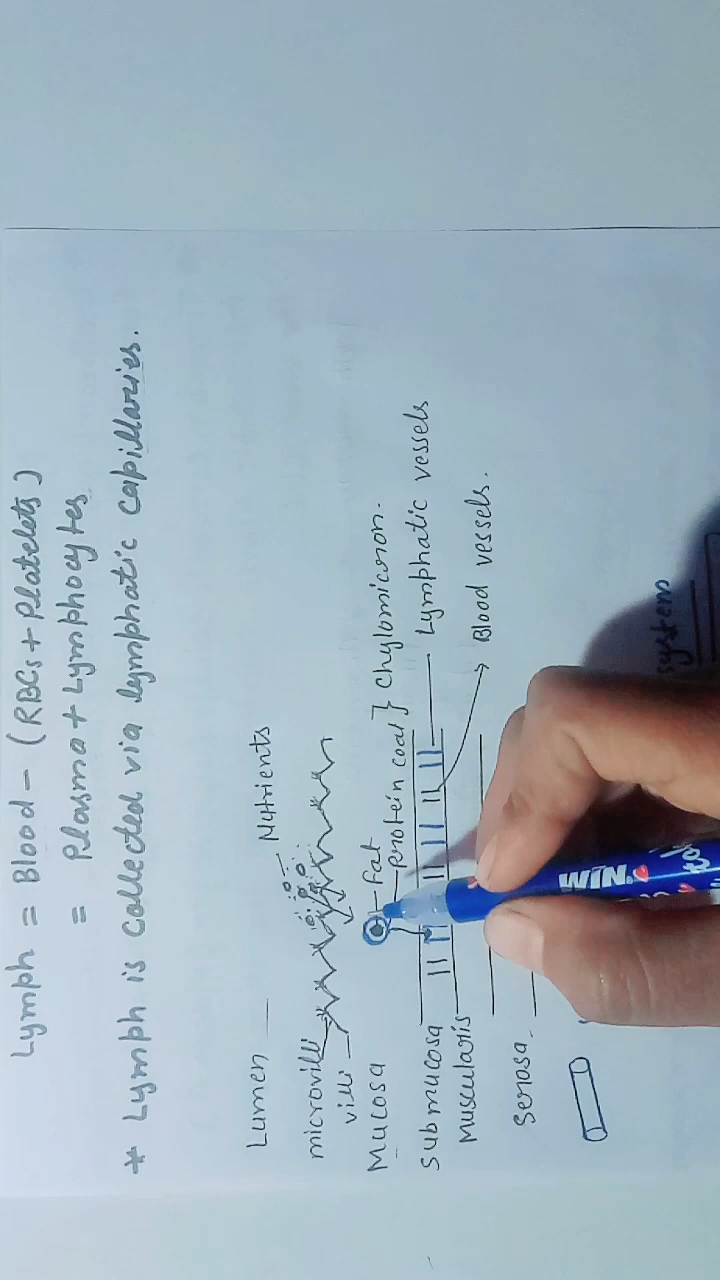 Lymph = Blood - (RBCs + Platelets)
= Plasma + Lymphocytes
* Lymph is collected via lymphatic capillaries.
Lumen
Nutrients
microvilli
villi
Mucosa
Fat
Protein coat } Chylomicron.
Submucosa
Lymphatic vessels
Muscularis
Blood vessels.
Serosa
system
WIN